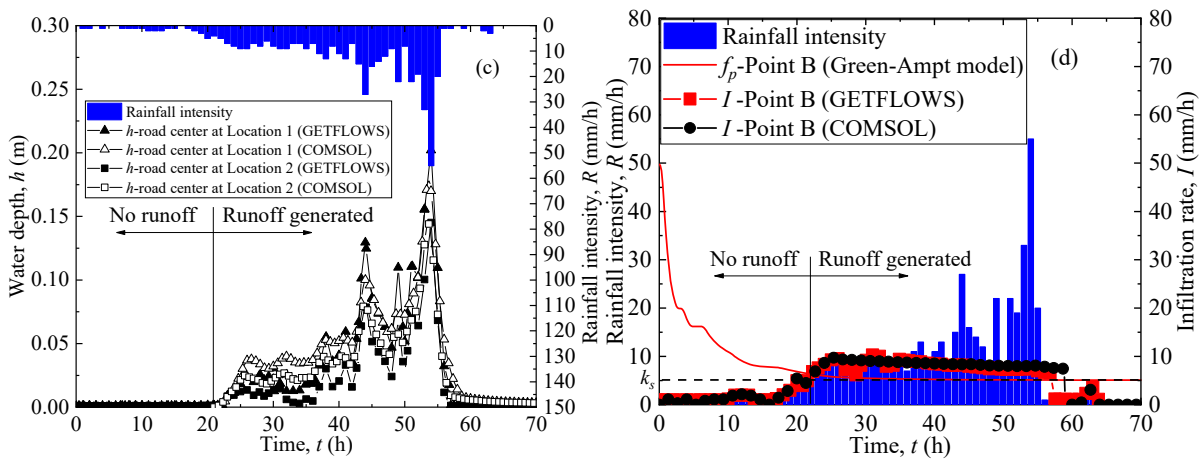 0.30
0.25
0.20
0.15
0.10
0.05
0.00
Water depth, h (m)
(c)
Rainfall intensity
h-road center at Location 1 (GETFLOWS)
h-road center at Location 1 (COMSOL)
h-road center at Location 2 (GETFLOWS)
h-road center at Location 2 (COMSOL)
No runoff
Runoff generated
0 10 20 30 40 50 60 70
Time, t (h)
0
10
20
30
40
50
60
70
80
90
100
110
120
130
140
150
Rainfall intensity, R (mm/h)
80
70
60
50
40
30
20
10
k_s
0
Rainfall intensity, R (mm/h)
(d)
Rainfall intensity
f_p-Point B (Green-Ampt model)
I -Point B (GETFLOWS)
I -Point B (COMSOL)
No runoff
Runoff generated
0 10 20 30 40 50 60 70
Time, t (h)
80
70
60
50
40
30
20
10
0
Infiltration rate, I (mm/h)